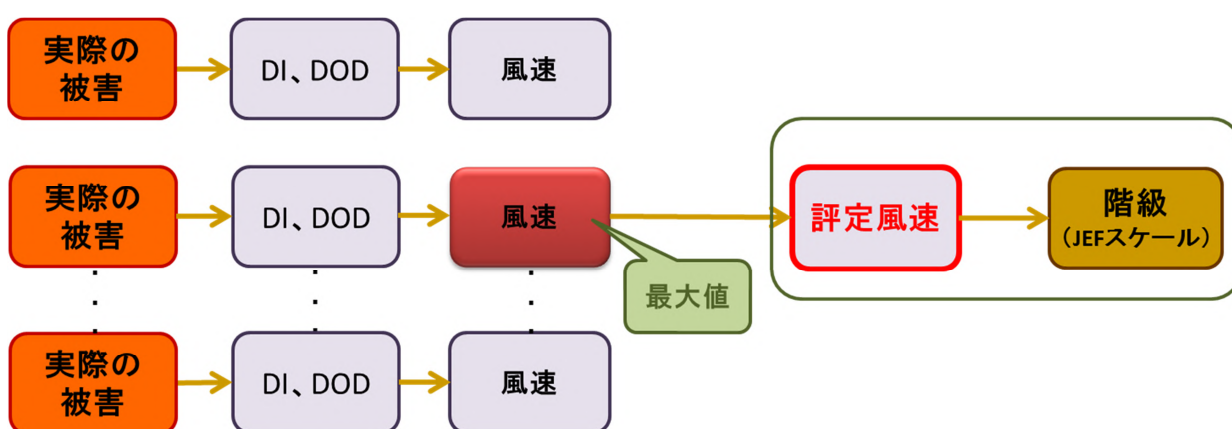 実際の
被害
DI、DOD
風速
実際の
被害
DI、DOD
風速
評定風速
階級
（JEFスケール）
最大値
実際の
被害
DI、DOD
風速